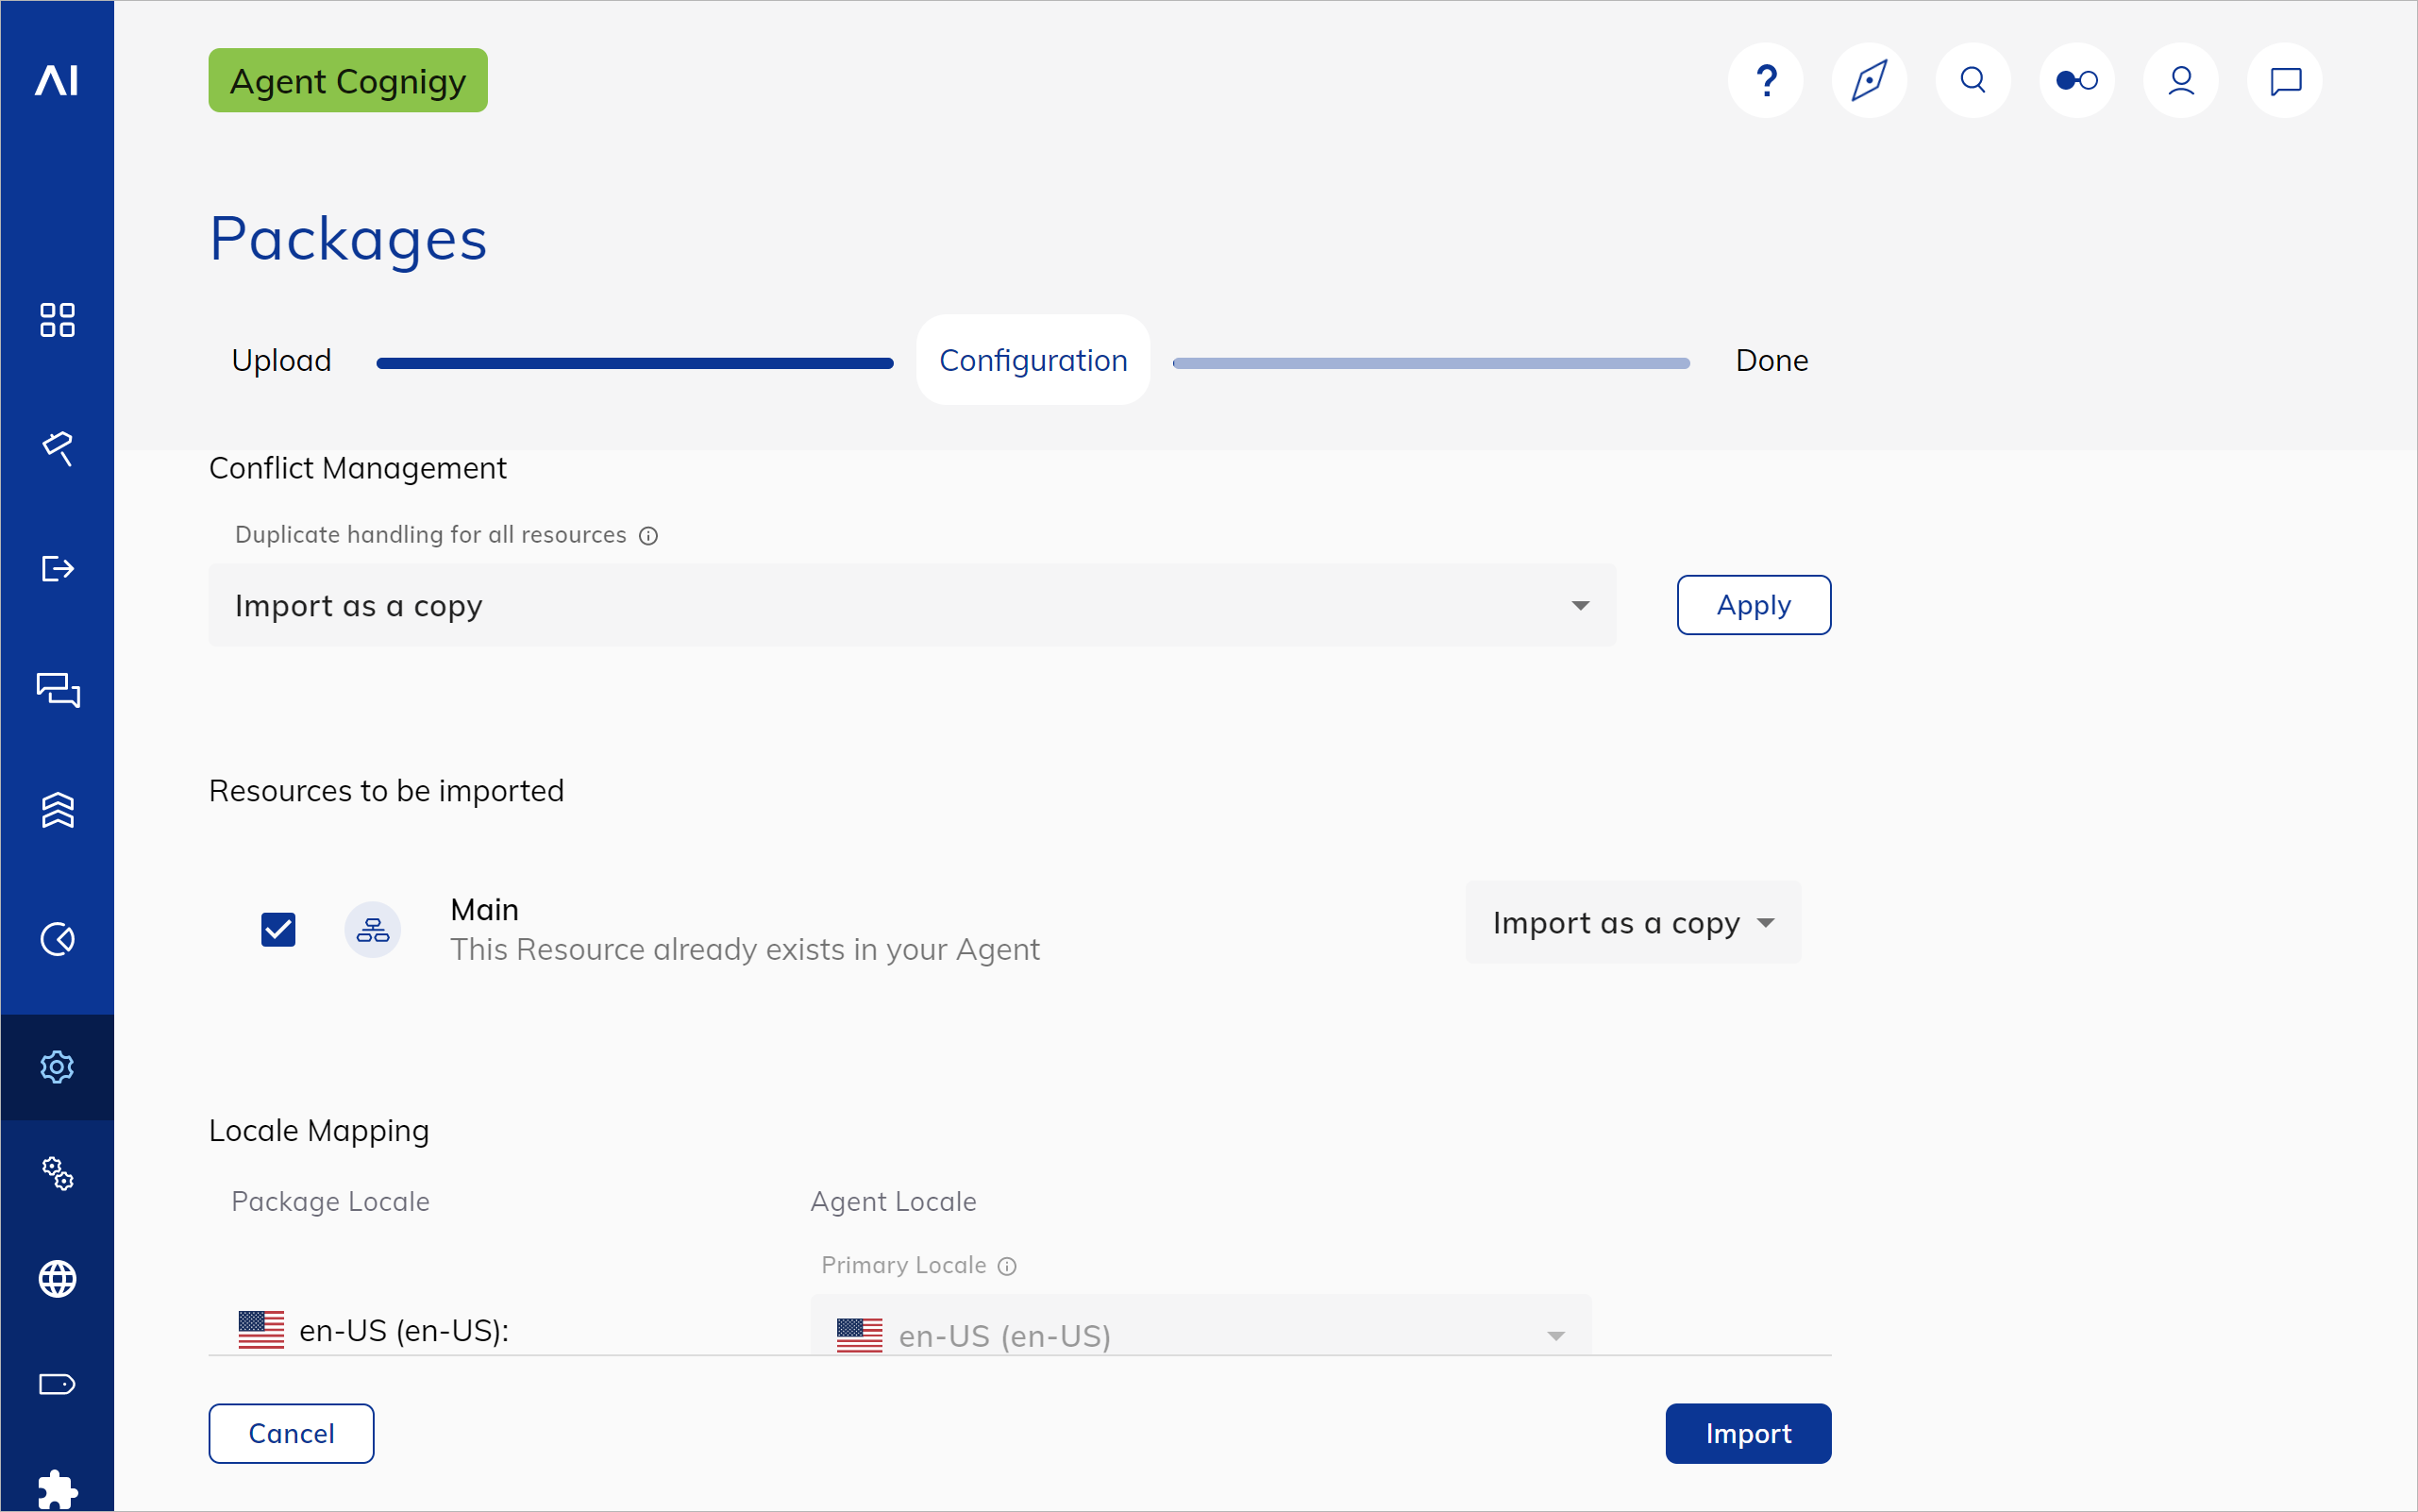 AI
Agent Cognigy
?
Packages
Upload
Configuration
Done
Conflict Management
Duplicate handling for all resources
Import as a copy
Apply
Resources to be imported
Main
This Resource already exists in your Agent
Import as a copy
Locale Mapping
Package Locale
Agent Locale
Primary Locale
en-US (en-US):
en-US (en-US)
Cancel
Import